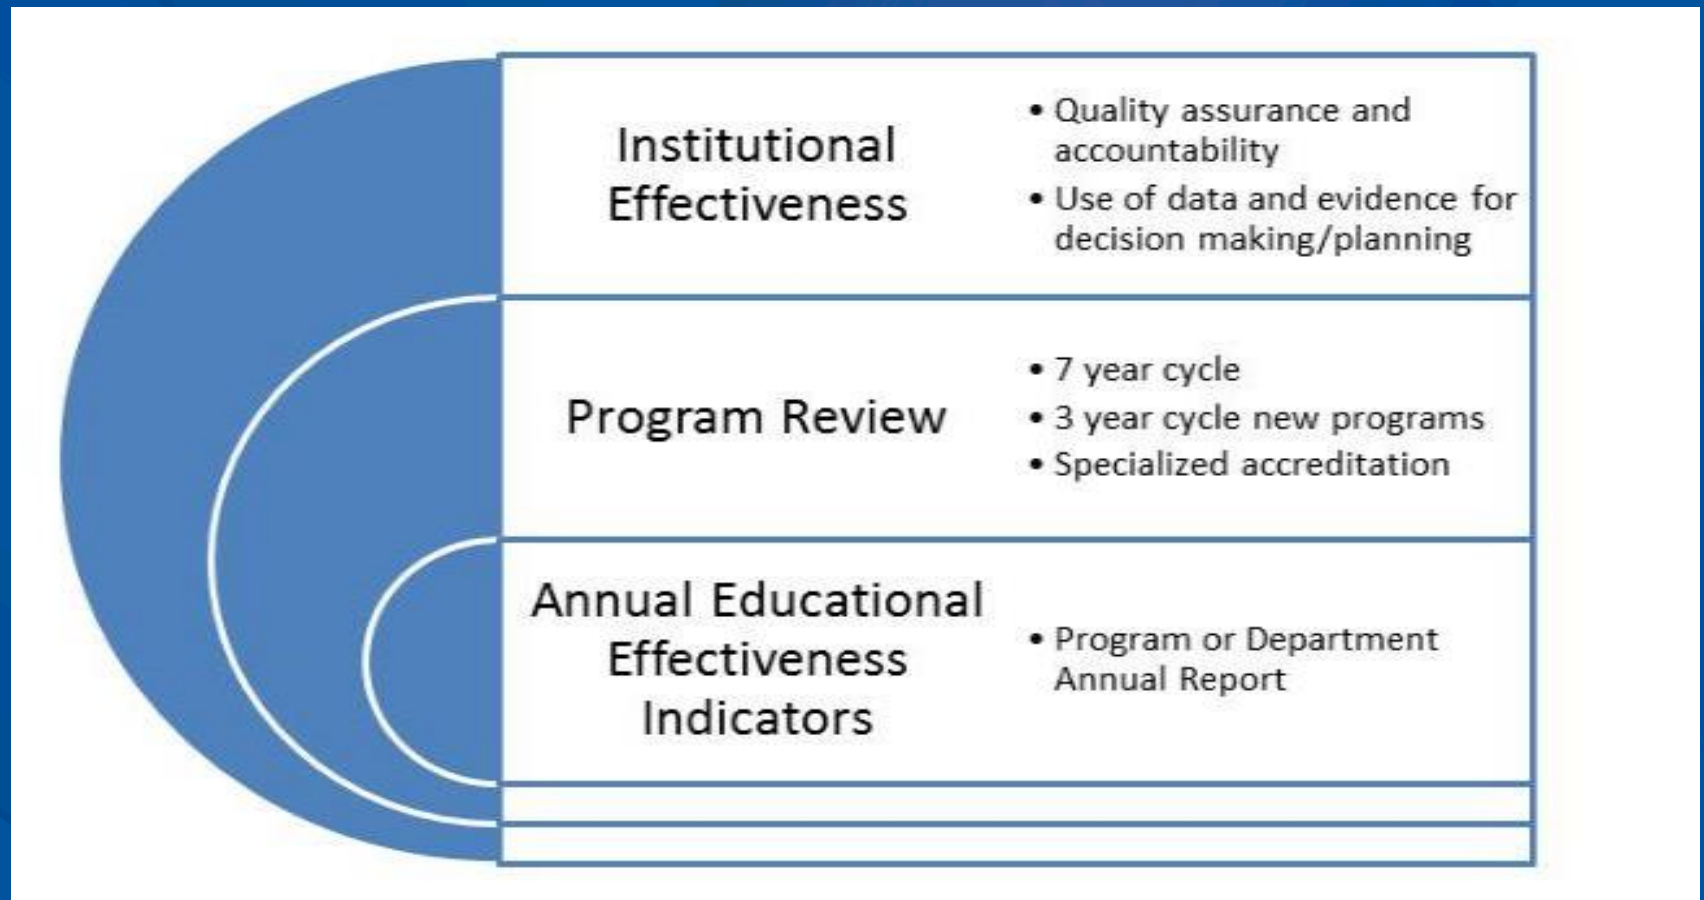 Institutional
Effectiveness
• Quality assurance and
accountability
• Use of data and evidence for
decision making/planning
Program Review
• 7 year cycle
• 3 year cycle new programs
• Specialized accreditation
Annual Educational
Effectiveness
Indicators
• Program or Department
Annual Report